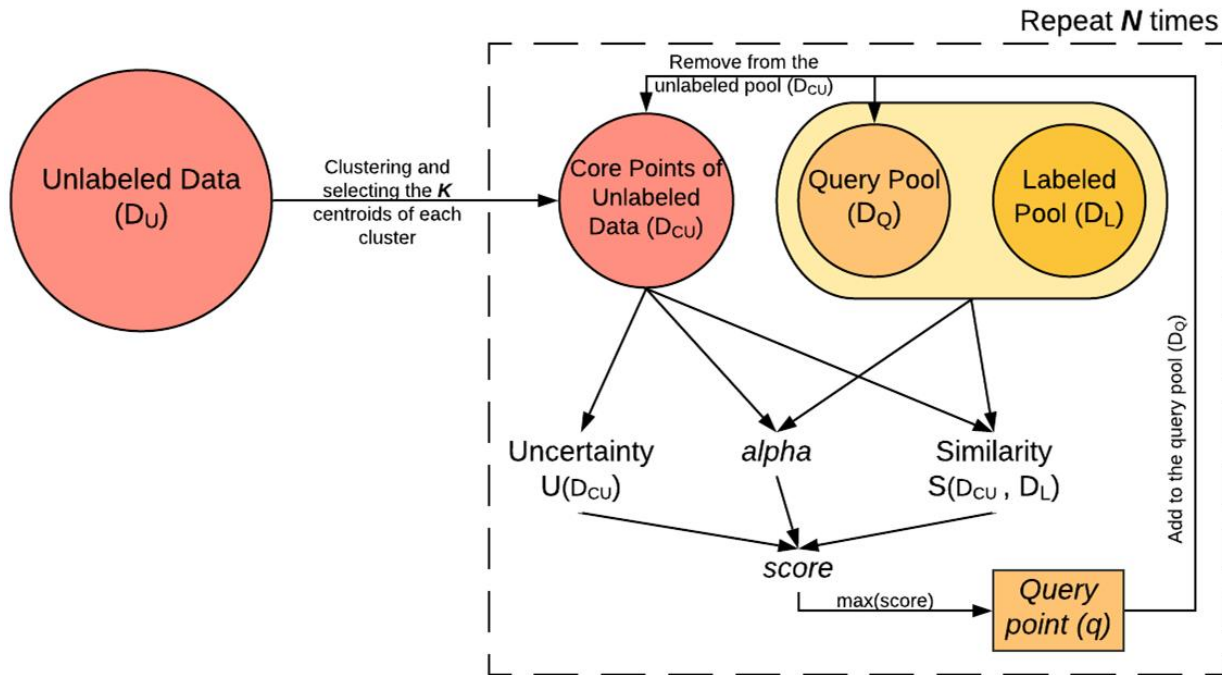 Repeat N times
Remove from the
unlabeled pool (DCU)
Unlabeled Data
(DU)
Clustering and
selecting the K
centroids of each
cluster
Core Points of
Unlabeled
Data (DCU)
Query Pool
(DQ)
Labeled
Pool (DL)
Uncertainty
U(DCU)
alpha
Similarity
S(DCU , DL)
score
max(score)
Query
point (q)
Add to the query pool (DQ)